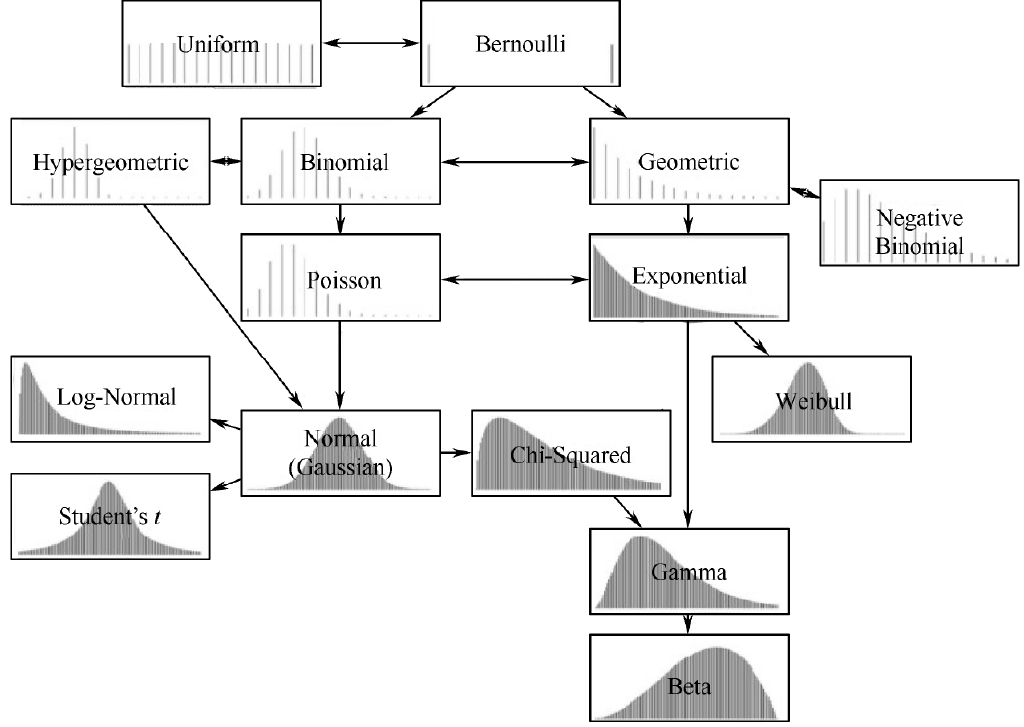 Uniform
Bernoulli
Hypergeometric
Binomial
Geometric
Negative
Binomial
Poisson
Exponential
Log-Normal
Normal
(Gaussian)
Chi-Squared
Weibull
Student's t
Gamma
Beta